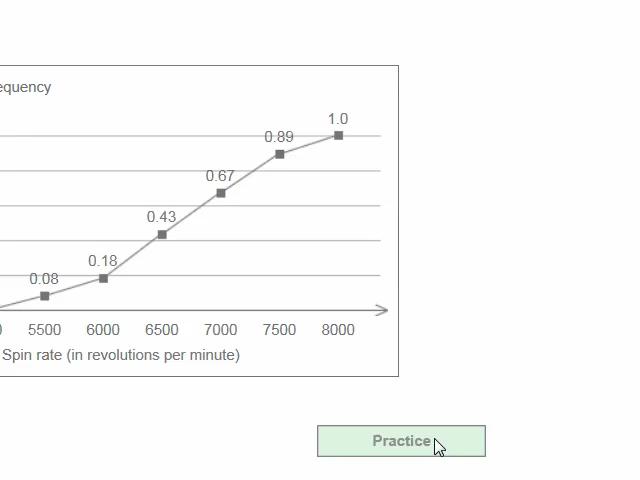 equency
1.0
0.89
0.67
0.43
0.18
0.08
5500 6000 6500 7000 7500 8000
Spin rate (in revolutions per minute)
Practice